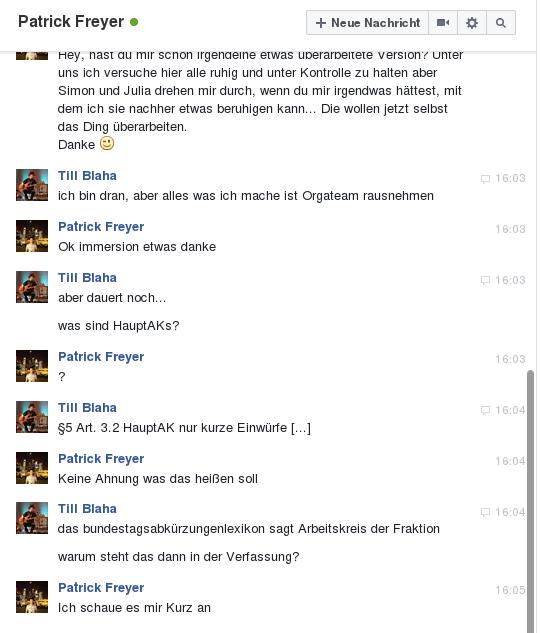 Patrick Freyer
Neue Nachricht
Hey, hast du mir schon irgendeine etwas überarbeitete Version? Unter
uns ich versuche hier alle ruhig und unter Kontrolle zu halten aber
Simon und Julia drehen mir durch, wenn du mir irgendwas hättest, mit
dem ich sie nachher etwas beruhigen kann... Die wollen jetzt selbst
das Ding überarbeiten.
Danke
Till Blaha
16:03
ich bin dran, aber alles was ich mache ist Orgateam rausnehmen
Patrick Freyer
16:03
Ok immersion etwas danke
Till Blaha
16:03
aber dauert noch...
was sind HauptAKs?
Patrick Freyer
16:03
?
Till Blaha
16:04
§5 Art. 3.2 HauptAK nur kurze Einwürfe [...]
Patrick Freyer
16:04
Keine Ahnung was das heißen soll
Till Blaha
16:04
das bundestagsabkürzungenlexikon sagt Arbeitskreis der Fraktion
warum steht das dann in der Verfassung?
Patrick Freyer
16:05
Ich schaue es mir Kurz an